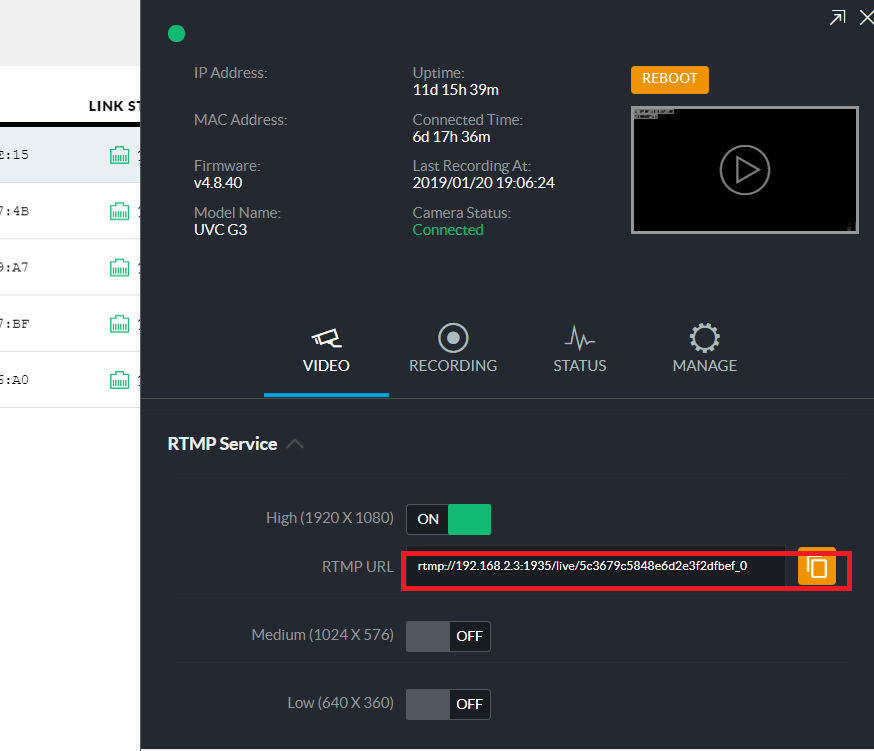 LINK ST
E:15
7:4B
9:A7
7:BF
5:A0
IP Address:
Uptime:
11d 15h 39m
REBOOT
MAC Address:
Connected Time:
6d 17h 36m
Firmware:
v4.8.40
Last Recording At:
2019/01/20 19:06:24
Model Name:
UVC G3
Camera Status:
Connected
VIDEO
RECORDING
STATUS
MANAGE
RTMP Service
High (1920 X 1080)
ON
RTMP URL
rtmp://192.168.2.3:1935/live/5c3679c5848e6d2e3f2dfbef_0
Medium (1024 X 576)
OFF
Low (640 X 360)
OFF